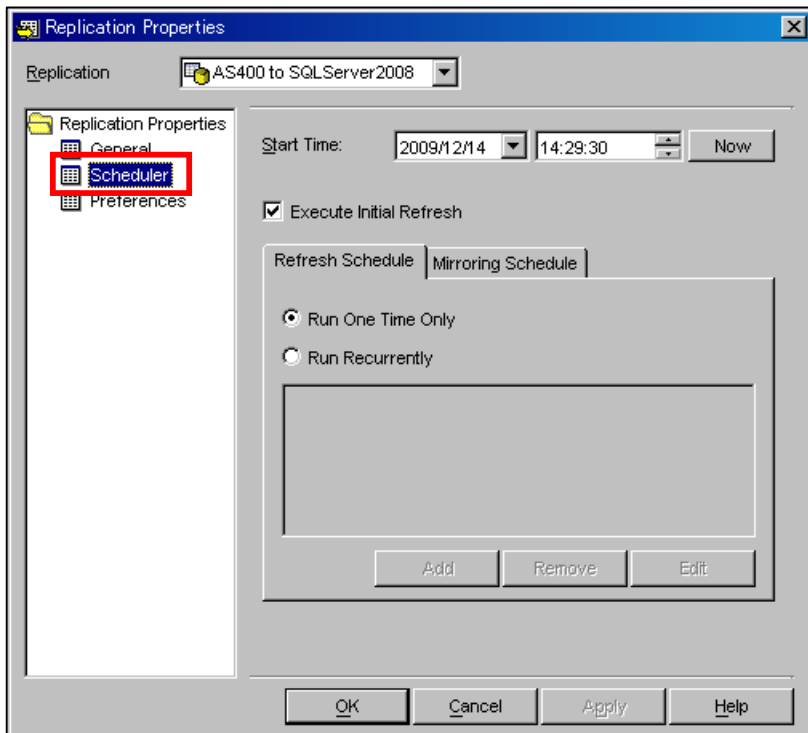 Replication Properties
Replication AS400 to SQLServer2008
Replication Properties
General
Scheduler
Preferences
Start Time: 2009/12/14 14:29:30 Now
Execute Initial Refresh
Refresh Schedule Mirroring Schedule
Run One Time Only
Run Recurrently
Add Remove Edit
OK Cancel Apply Help